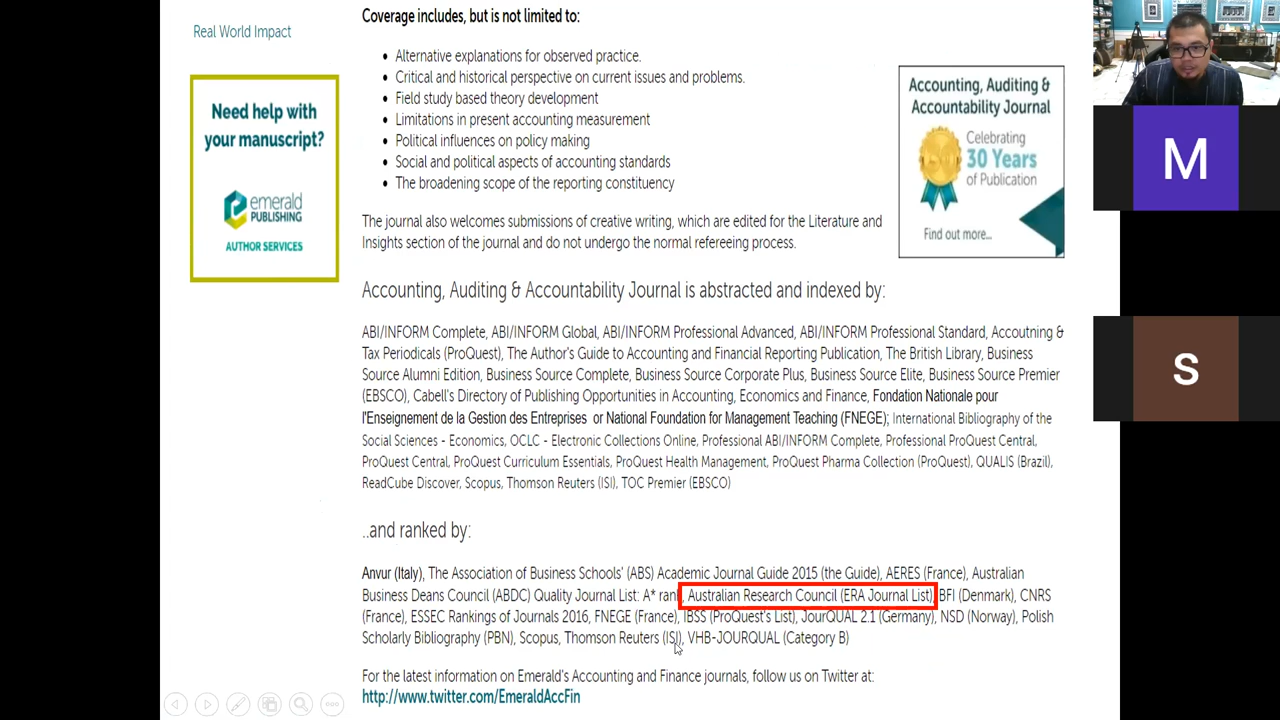 Real World Impact
Need help with
your manuscript?
emerald
PUBLISHING
AUTHOR SERVICES
Coverage includes, but is not limited to:
• Alternative explanations for observed practice.
• Critical and historical perspective on current issues and problems.
• Field study based theory development
• Limitations in present accounting measurement
• Political influences on policy making
• Social and political aspects of accounting standards
• The broadening scope of the reporting constituency
The journal also welcomes submissions of creative writing, which are edited for the Literature and
Insights section of the journal and do not undergo the normal refereeing process.
Accounting, Auditing &
Accountability Journal
Celebrating
30 Years
of Publication
Find out more...
Accounting, Auditing & Accountability Journal is abstracted and indexed by:
ABI/INFORM Complete, ABI/INFORM Global, ABI/INFORM Professional Advanced, ABI/INFORM Professional Standard, Accoutning &
Tax Periodicals (ProQuest), The Author's Guide to Accounting and Financial Reporting Publication, The British Library, Business
Source Alumni Edition, Business Source Complete, Business Source Corporate Plus, Business Source Elite, Business Source Premier
(EBSCO), Cabell's Directory of Publishing Opportunities in Accounting, Economics and Finance, Fondation Nationale pour
l'Enseignement de la Gestion des Entreprises or National Foundation for Management Teaching (FNEGE); International Bibliography of the
Social Sciences - Economics, OCLC - Electronic Collections Online, Professional ABI/INFORM Complete, Professional ProQuest Central,
ProQuest Central, ProQuest Curriculum Essentials, ProQuest Health Management, ProQuest Pharma Collection (ProQuest), QUALIS (Brazil),
ReadCube Discover, Scopus, Thomson Reuters (ISI), TOC Premier (EBSCO)
..and ranked by:
Anvur (Italy), The Association of Business Schools' (ABS) Academic Journal Guide 2015 (the Guide), AERES (France), Australian
Business Deans Council (ABDC) Quality Journal List: A* rank, Australian Research Council (ERA Journal List), BFI (Denmark), CNRS
(France), ESSEC Rankings of Journals 2016, FNEGE (France), IBSS (ProQuest's List), JourQUAL 2.1 (Germany), NSD (Norway), Polish
Scholarly Bibliography (PBN), Scopus, Thomson Reuters (ISI), VHB-JOURQUAL (Category B)
For the latest information on Emerald's Accounting and Finance journals, follow us on Twitter at:
http://www.twitter.com/EmeraldAccFin
M
S